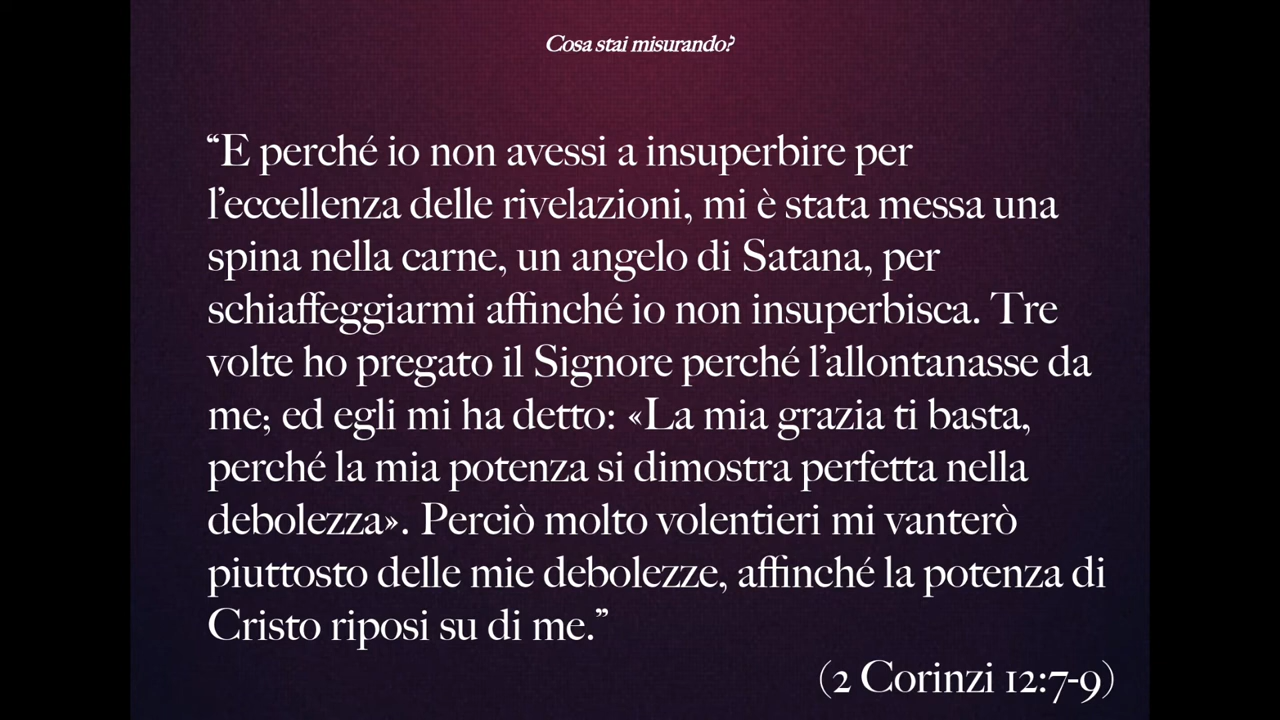 Cosa stai misurando?
“E perché io non avessi a insuperbire per
l’eccellenza delle rivelazioni, mi è stata messa una
spina nella carne, un angelo di Satana, per
schiaffeggiarmi affinché io non insuperbisca. Tre
volte ho pregato il Signore perché l’allontanasse da
me; ed egli mi ha detto: «La mia grazia ti basta,
perché la mia potenza si dimostra perfetta nella
debolezza». Perciò molto volentieri mi vanterò
piuttosto delle mie debolezze, affinché la potenza di
Cristo riposi su di me.”
(2 Corinzi 12:7-9)